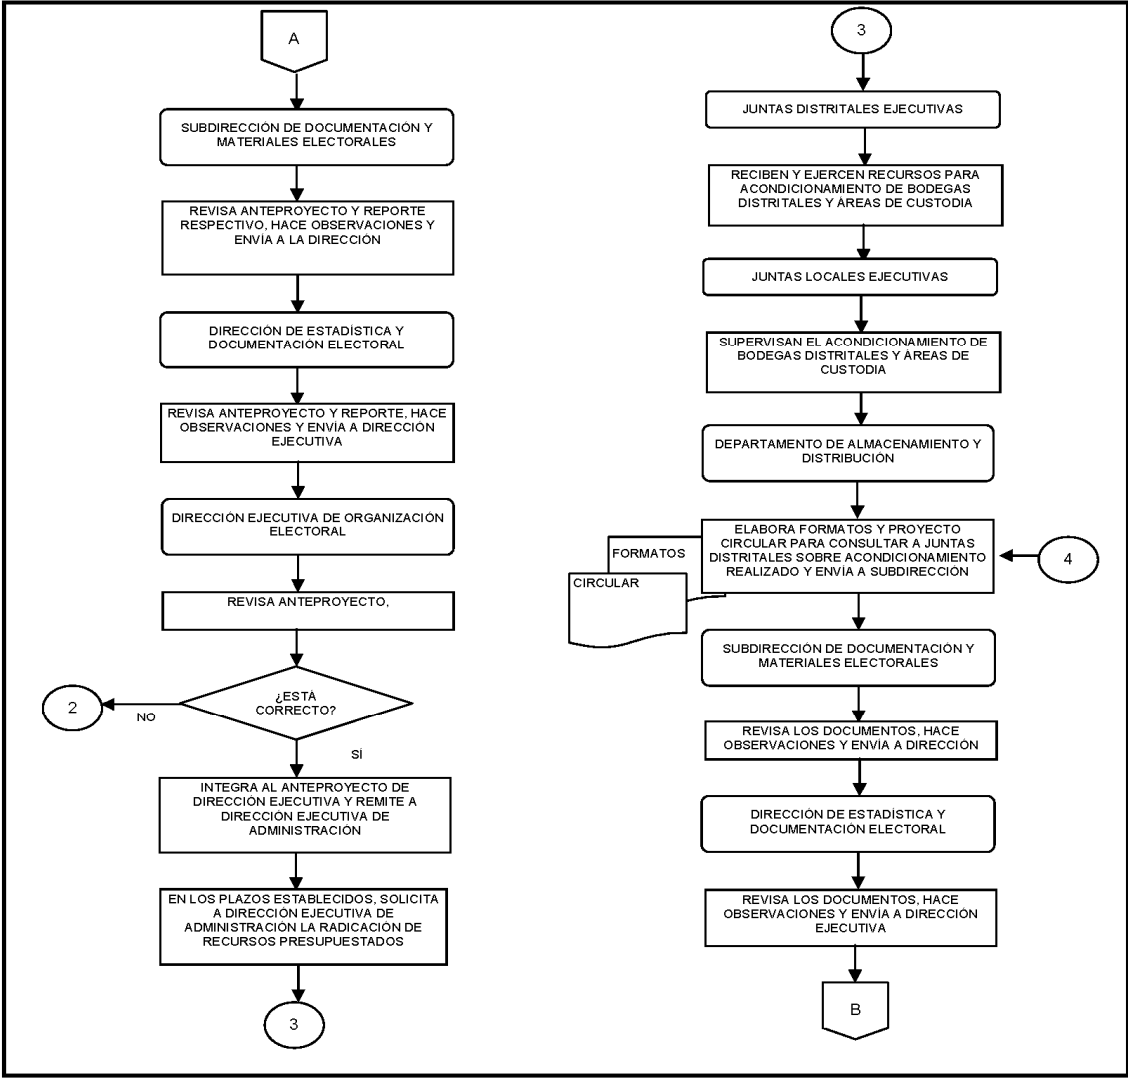 A
SUBDIRECCIÓN DE DOCUMENTACIÓN Y
MATERIALES ELECTORALES
REVISA ANTEPROYECTO Y REPORTE
RESPECTIVO, HACE OBSERVACIONES Y
ENVÍA A LA DIRECCIÓN
DIRECCIÓN DE ESTADÍSTICA Y
DOCUMENTACIÓN ELECTORAL
REVISA ANTEPROYECTO Y REPORTE, HACE
OBSERVACIONES Y ENVÍA A DIRECCIÓN
EJECUTIVA
DIRECCIÓN EJECUTIVA DE ORGANIZACIÓN
ELECTORAL
REVISA ANTEPROYECTO,
¿ESTÁ
CORRECTO?
2
NO
SÍ
INTEGRA AL ANTEPROYECTO DE
DIRECCIÓN EJECUTIVA Y REMITE A
DIRECCIÓN EJECUTIVA DE
ADMINISTRACIÓN
EN LOS PLAZOS ESTABLECIDOS, SOLICITA
A DIRECCIÓN EJECUTIVA DE
ADMINISTRACIÓN LA RADICACIÓN DE
RECURSOS PRESUPUESTADOS
3
3
JUNTAS DISTRITALES EJECUTIVAS
RECIBEN Y EJERCEN RECURSOS PARA
ACONDICIONAMIENTO DE BODEGAS
DISTRITALES Y ÁREAS DE CUSTODIA
JUNTAS LOCALES EJECUTIVAS
SUPERVISAN EL ACONDICIONAMIENTO DE
BODEGAS DISTRITALES Y ÁREAS DE
CUSTODIA
DEPARTAMENTO DE ALMACENAMIENTO Y
DISTRIBUCIÓN
ELABORA FORMATOS Y PROYECTO
CIRCULAR PARA CONSULTAR A JUNTAS
DISTRITALES SOBRE ACONDICIONAMIENTO
REALIZADO Y ENVÍA A SUBDIRECCIÓN
4
FORMATOS
CIRCULAR
SUBDIRECCIÓN DE DOCUMENTACIÓN Y
MATERIALES ELECTORALES
REVISA LOS DOCUMENTOS, HACE
OBSERVACIONES Y ENVÍA A DIRECCIÓN
DIRECCIÓN DE ESTADÍSTICA Y
DOCUMENTACIÓN ELECTORAL
REVISA LOS DOCUMENTOS, HACE
OBSERVACIONES Y ENVÍA A DIRECCIÓN
EJECUTIVA
B